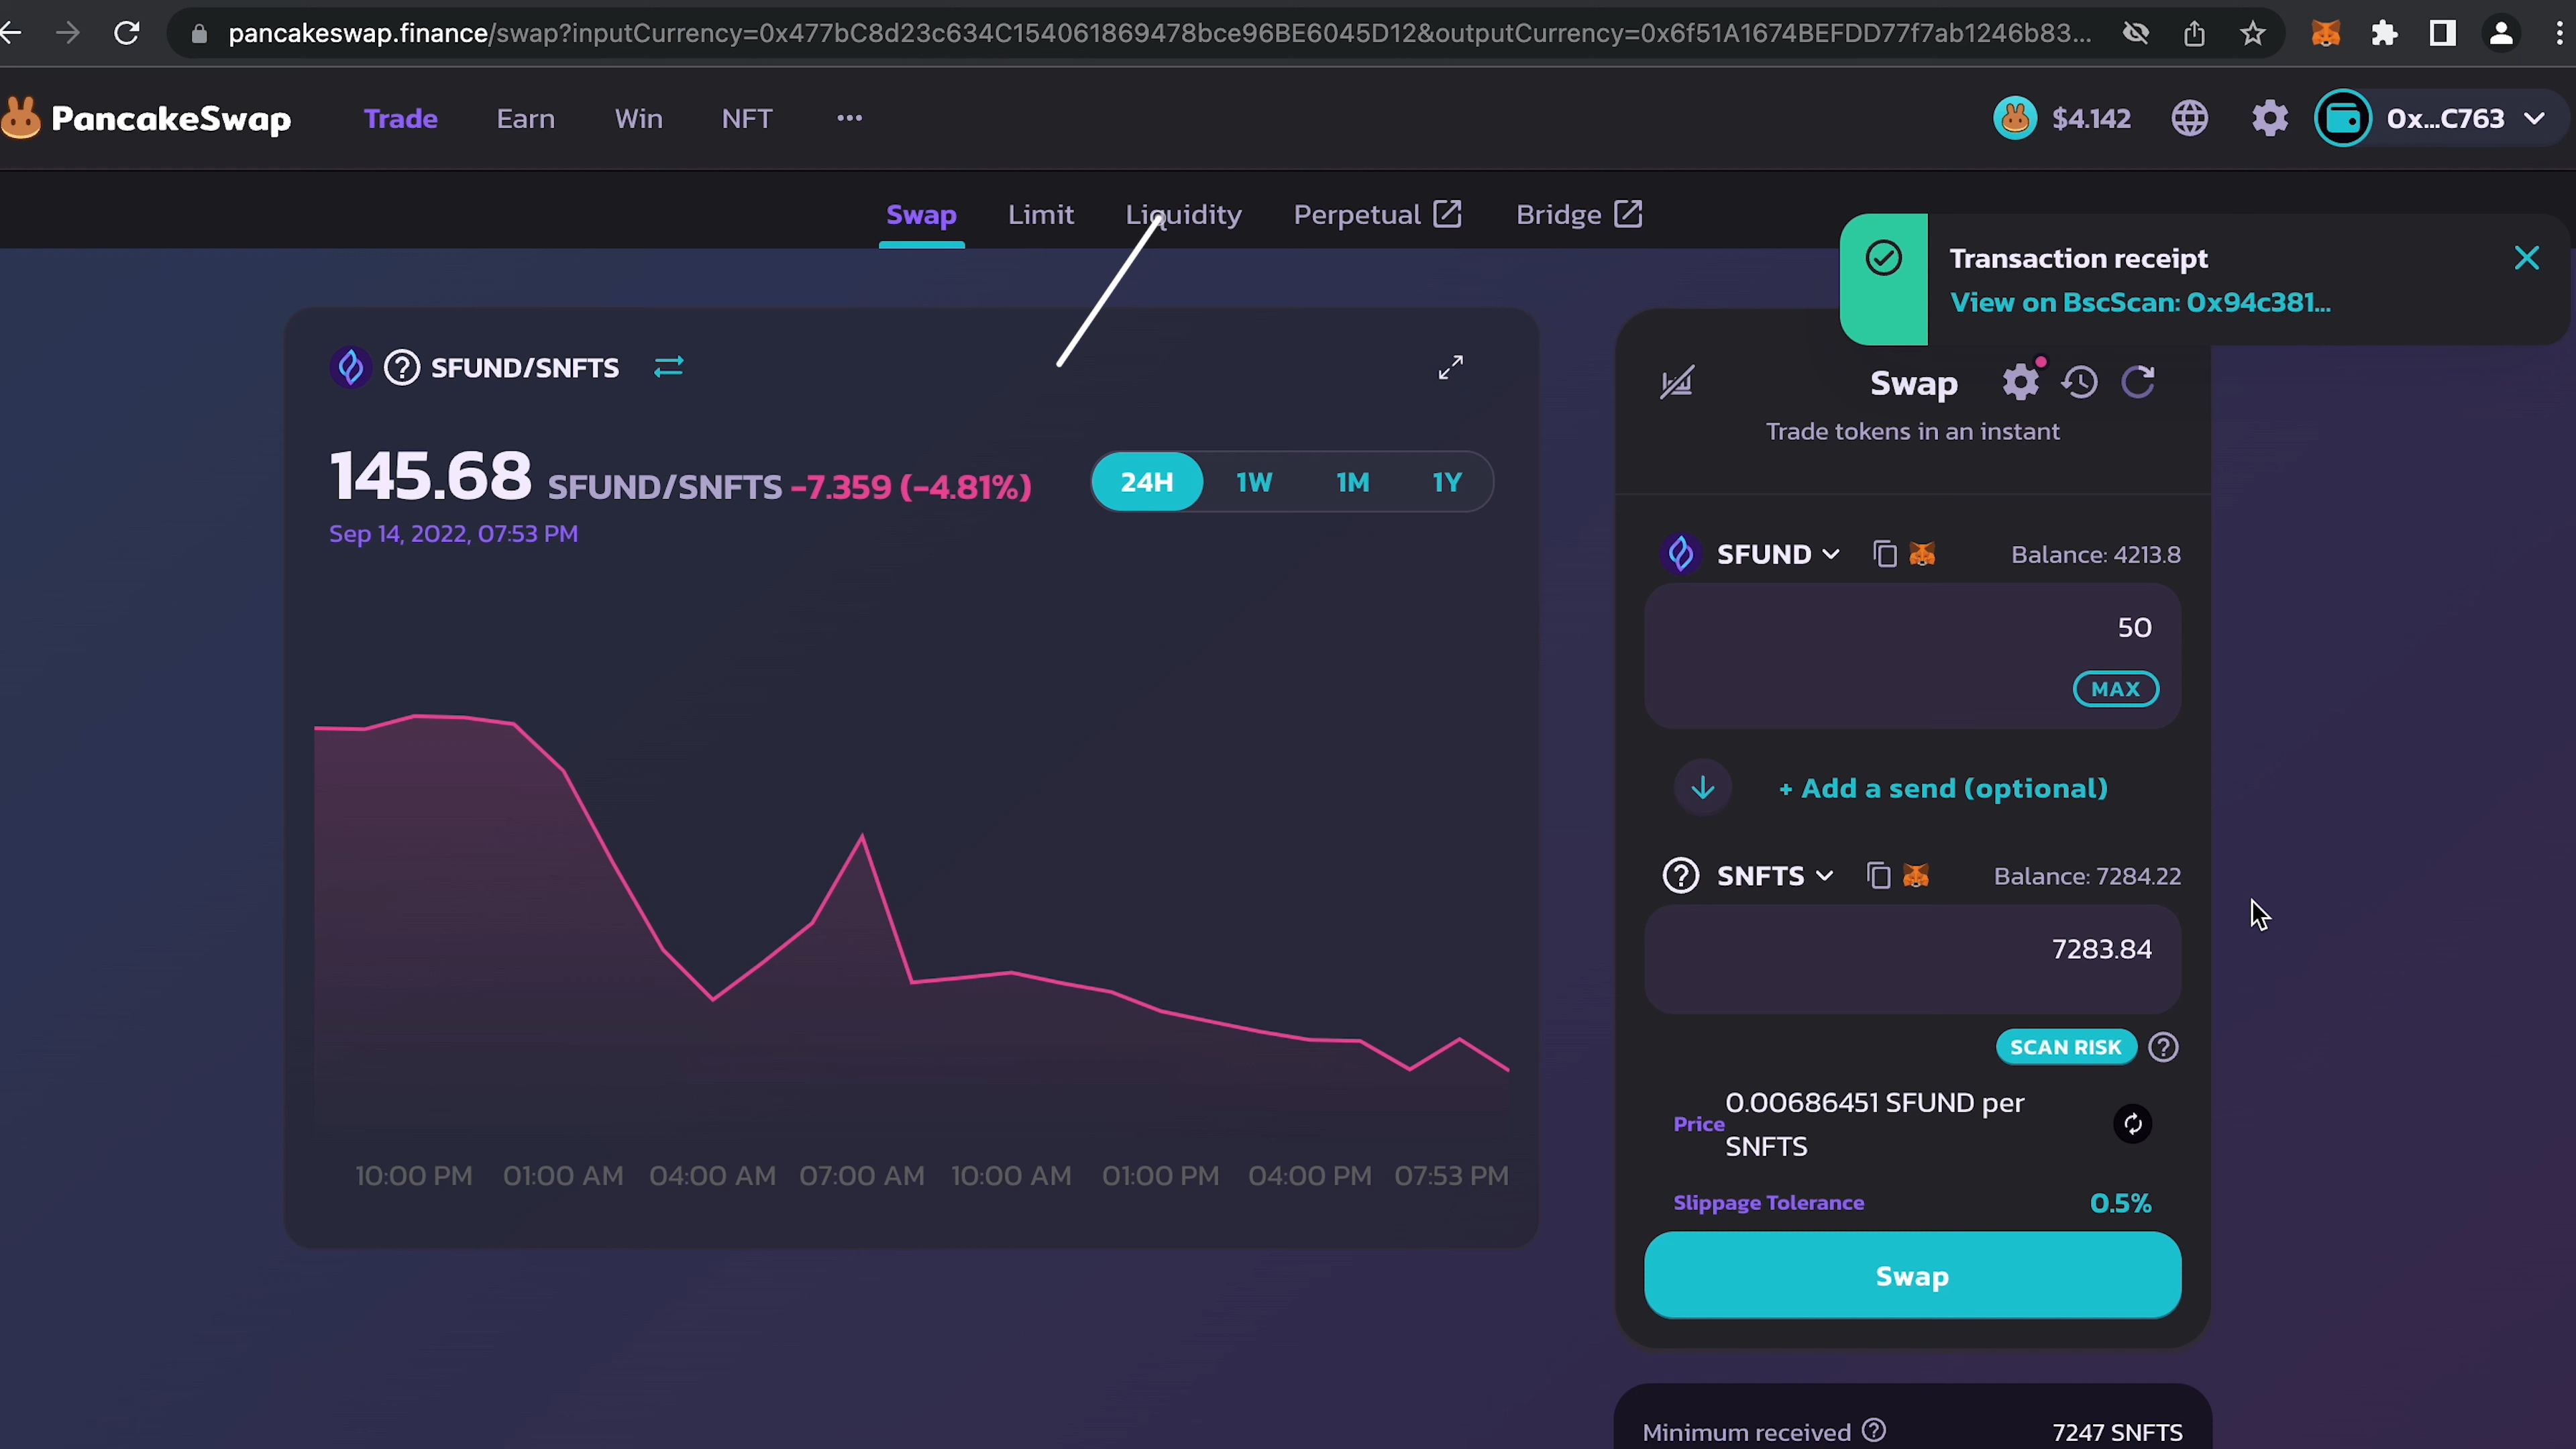 pancakeswap.finance/swap?inputCurrency=0x477bC8d23c634C154061869478bce96BE6045D12&outputCurrency=0x6f51A1674BEFDD77f7ab1246b83...
PancakeSwap
Trade
Earn
Win
NFT
$4.142
0x...C763
Swap
Limit
Liquidity
Perpetual
Bridge
Transaction receipt
View on BscScan: 0x94c381...
SFUND/SNFTS
145.68 SFUND/SNFTS -7.359 (-4.81%)
Sep 14, 2022, 07:53 PM
24H
1W
1M
1Y
10:00 PM
01:00 AM
04:00 AM
07:00 AM
10:00 AM
01:00 PM
04:00 PM
07:53 PM
Swap
Trade tokens in an instant
SFUND
Balance: 4213.8
50
MAX
+ Add a send (optional)
SNFTS
Balance: 7284.22
7283.84
SCAN RISK
Price
0.00686451 SFUND per
SNFTS
Slippage Tolerance
0.5%
Swap
Minimum received
7247 SNFTS